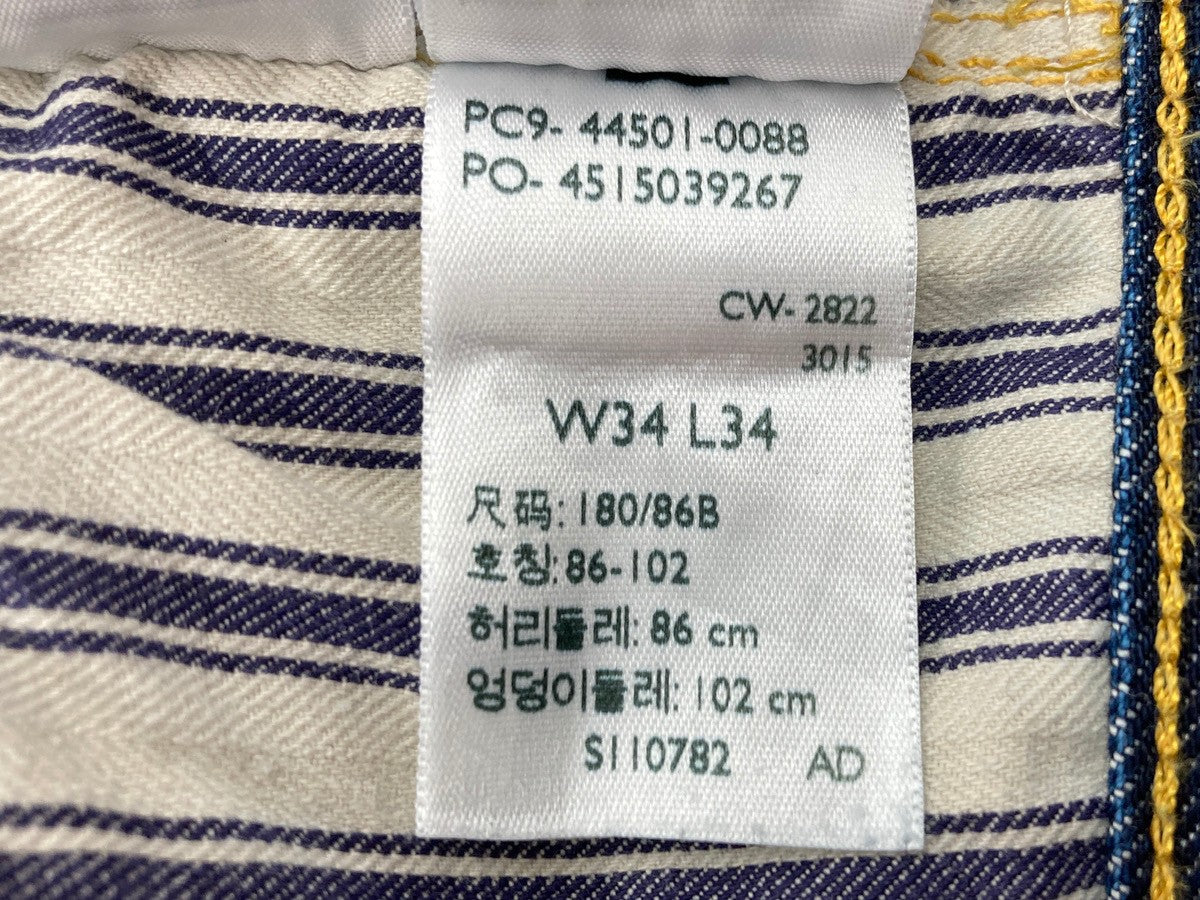 PC9- 44501-0088
PO- 4515039267
CW- 2822
3015
W34 L34
尺码: 180/86B
호칭: 86-102
허리둘레: 86 cm
엉덩이둘레: 102 cm
S110782 AD